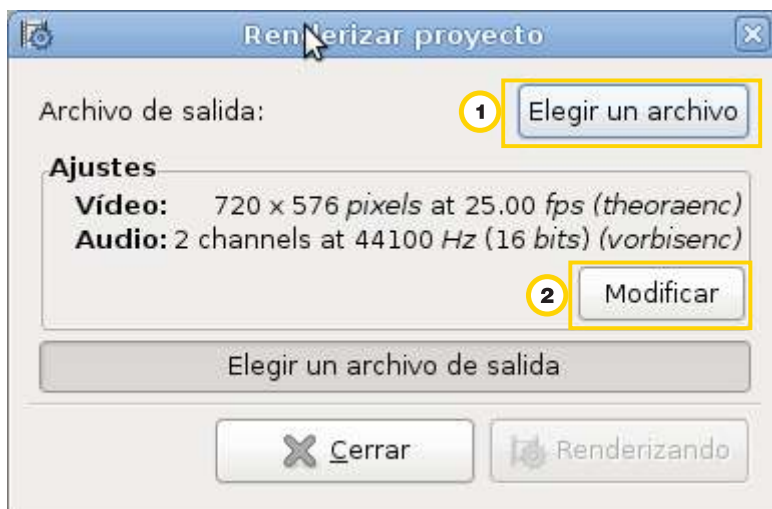 Renderizar proyecto
Archivo de salida:
1
Elegir un archivo
Ajustes
Vídeo: 720 x 576 pixels at 25.00 fps (theoraenc)
Audio: 2 channels at 44100 Hz (16 bits) (vorbisenc)
2
Modificar
Elegir un archivo de salida
Cerrar
Renderizando